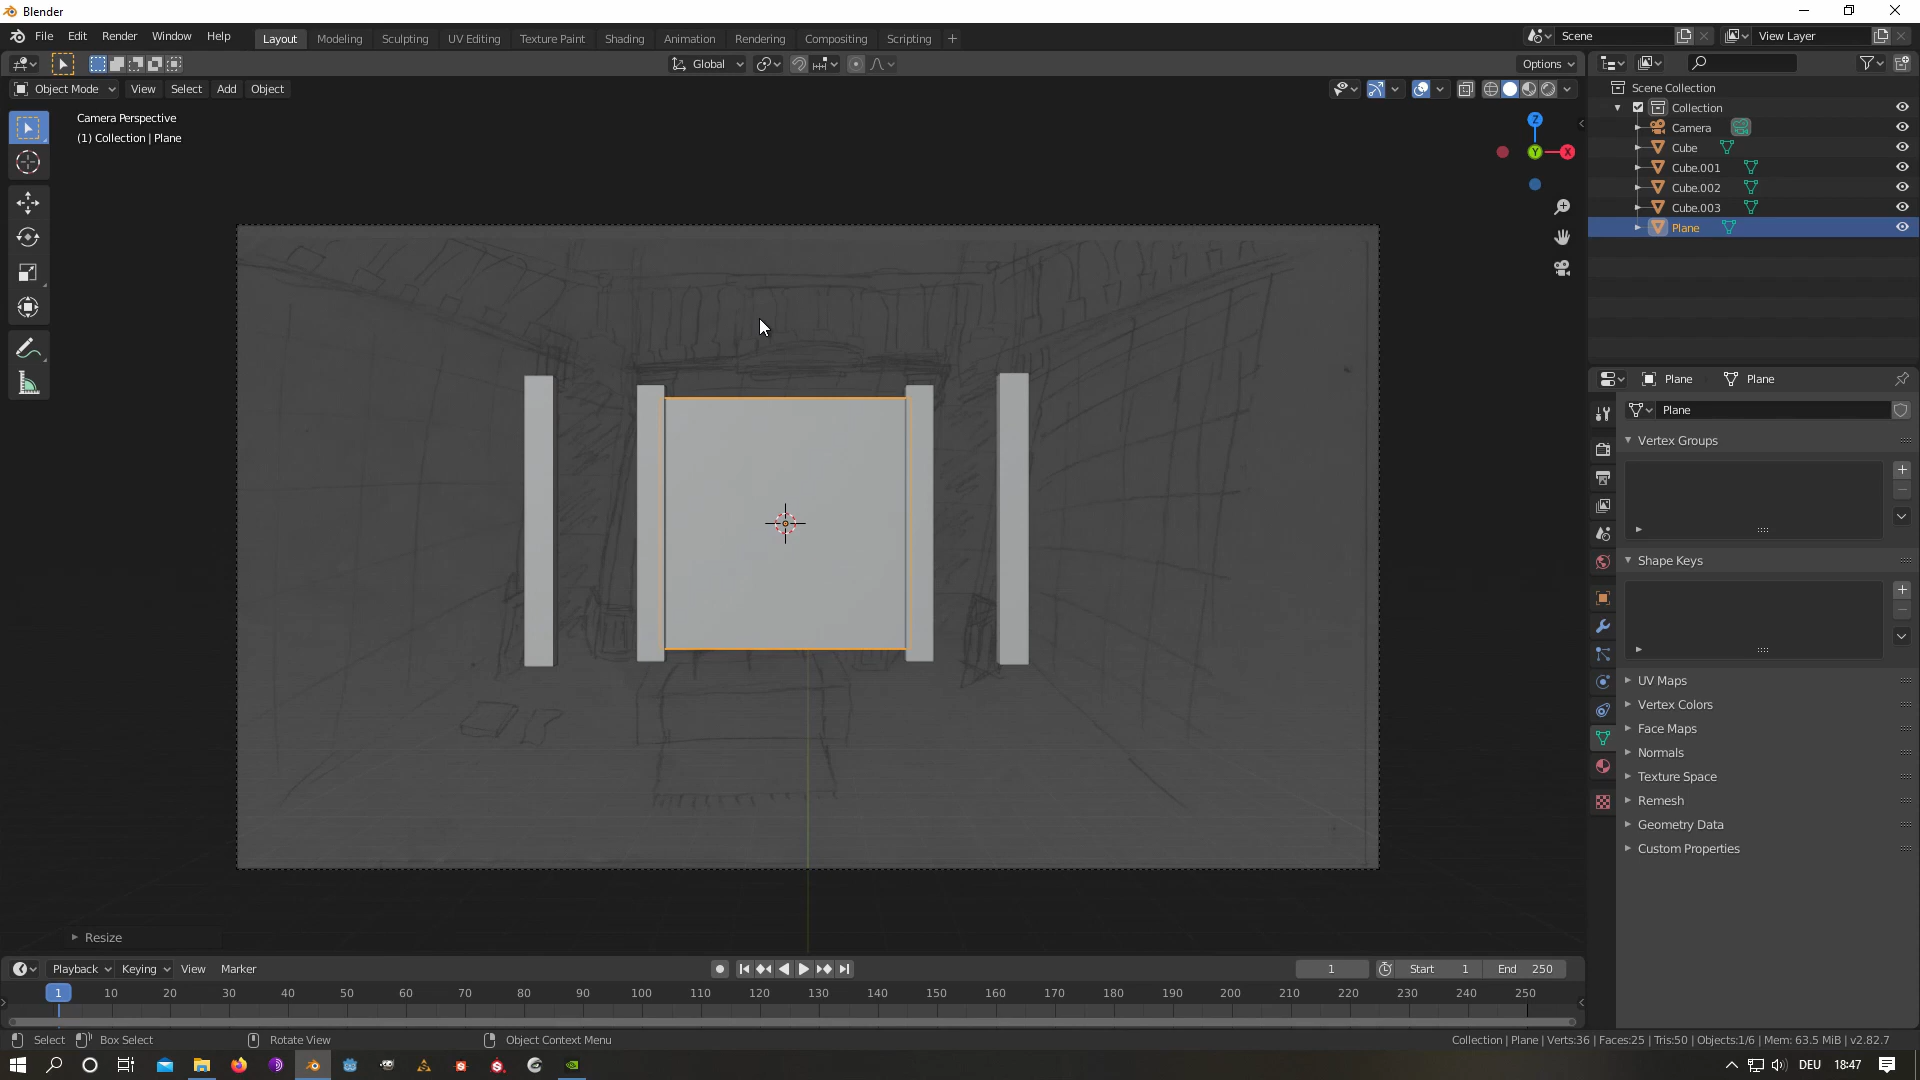 Blender
File Edit Render Window Help
Layout Modeling Sculpting UV Editing Texture Paint Shading Animation Rendering Compositing Scripting +
Scene
View Layer
Global
Options
Object Mode View Select Add Object
Camera Perspective
(1) Collection | Plane
Z
Y
X
Scene Collection
Collection
Camera
Cube
Cube.001
Cube.002
Cube.003
Plane
Plane Plane
Plane
Vertex Groups
Shape Keys
UV Maps
Vertex Colors
Face Maps
Normals
Texture Space
Remesh
Geometry Data
Custom Properties
Resize
Playback Keying View Marker
1
Start 1
End 250
1 10 20 30 40 50 60 70 80 90 100 110 120 130 140 150 160 170 180 190 200 210 220 230 240 250
Select Box Select Rotate View Object Context Menu
Collection | Plane | Verts:36 | Faces:25 | Tris:50 | Objects:1/6 | Mem: 63.5 MiB | v2.82.7
DEU 18:47